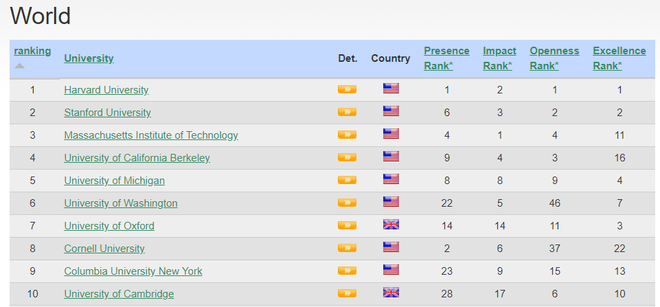 World
ranking University Det. Country Presence Rank* Impact Rank* Openness Rank* Excellence Rank*
1 Harvard University 1 2 1 1
2 Stanford University 6 3 2 2
3 Massachusetts Institute of Technology 4 1 4 11
4 University of California Berkeley 9 4 3 16
5 University of Michigan 8 8 9 4
6 University of Washington 22 5 46 7
7 University of Oxford 14 14 11 3
8 Cornell University 2 6 37 22
9 Columbia University New York 23 9 15 13
10 University of Cambridge 28 17 6 10